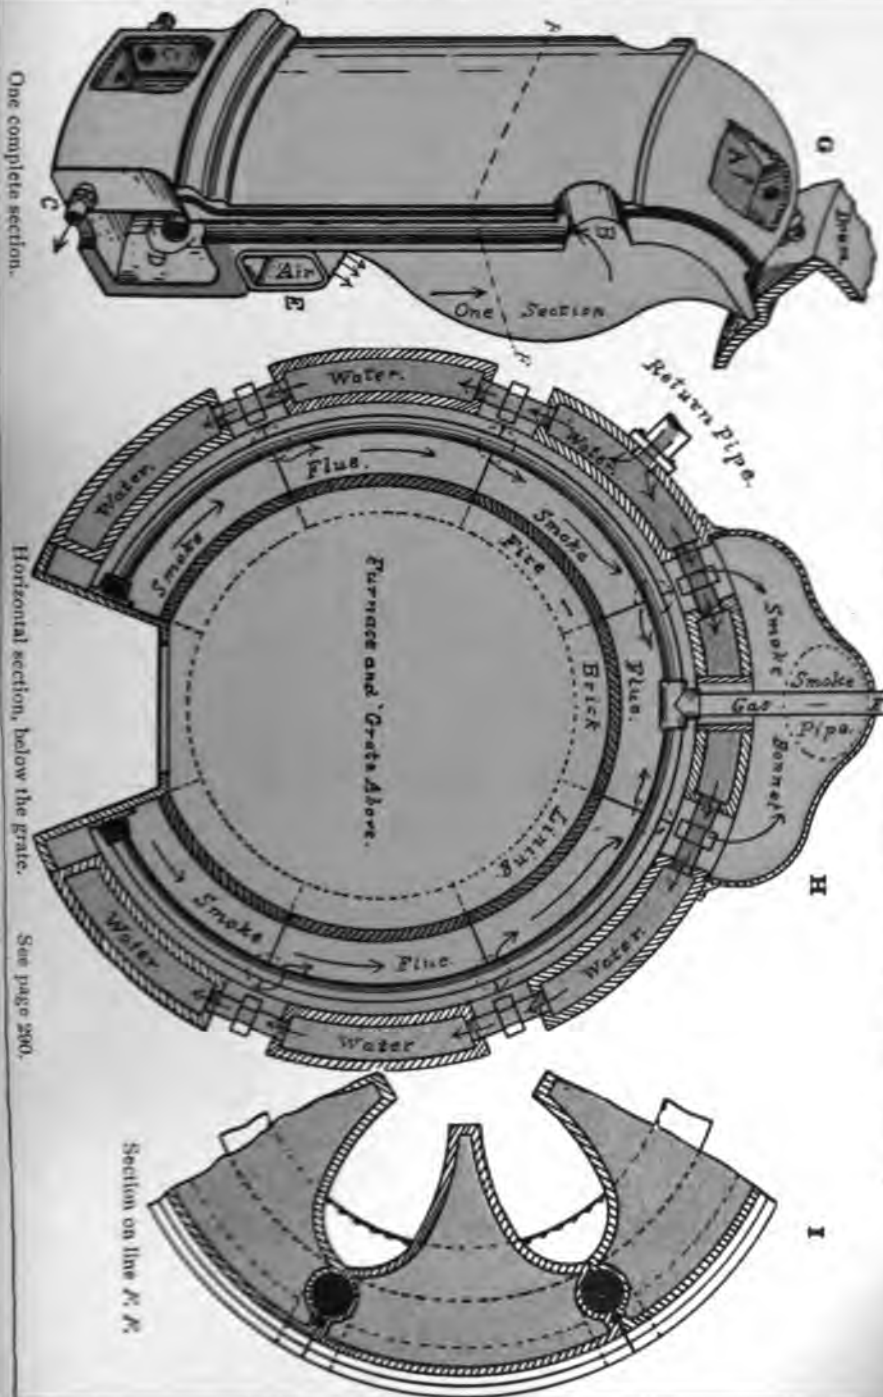 G
A
Drum
B
One Section
F
F
Air
E
C
D
C
One complete section.
H
Return Pipe.
Water.
Water.
Water.
Water.
Water
Water
Smoke
Flue.
Smoke
Flue.
Smoke
Flue.
Fire
Brick
Lining
Furnace and Grate Above.
Smoke
Smoke
Pipe.
Gas
Bonnet
Horizontal section, below the grate.
See page 290.
I
Section on line F. F.